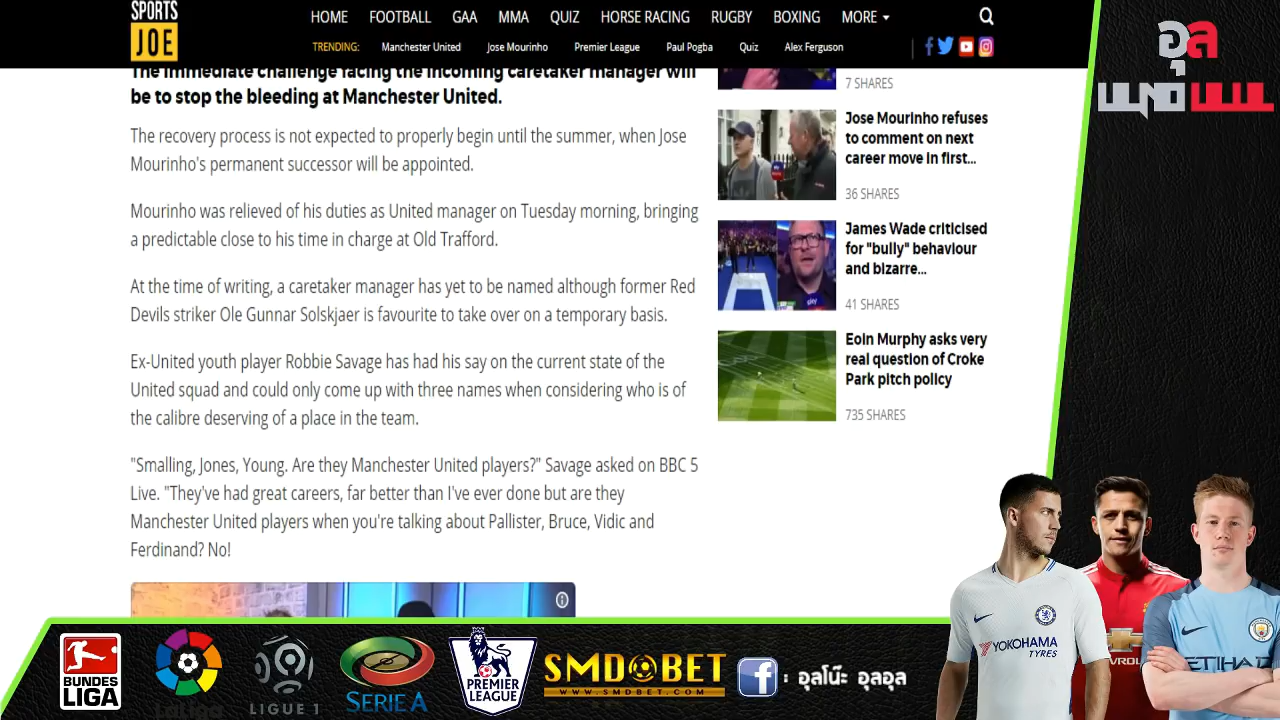 SPORTS
JOE
HOME FOOTBALL GAA MMA QUIZ HORSE RACING RUGBY BOXING MORE
TRENDING: Manchester United Jose Mourinho Premier League Paul Pogba Quiz Alex Ferguson
The immediate challenge facing the incoming caretaker manager will
be to stop the bleeding at Manchester United.
The recovery process is not expected to properly begin until the summer, when Jose
Mourinho's permanent successor will be appointed.
Mourinho was relieved of his duties as United manager on Tuesday morning, bringing
a predictable close to his time in charge at Old Trafford.
At the time of writing, a caretaker manager has yet to be named although former Red
Devils striker Ole Gunnar Solskjaer is favourite to take over on a temporary basis.
Ex-United youth player Robbie Savage has had his say on the current state of the
United squad and could only come up with three names when considering who is of
the calibre deserving of a place in the team.
"Smalling, Jones, Young. Are they Manchester United players?" Savage asked on BBC 5
Live. "They've had great careers, far better than I've ever done but are they
Manchester United players when you're talking about Pallister, Bruce, Vidic and
Ferdinand? No!
7 SHARES
Jose Mourinho refuses
to comment on next
career move in first...
36 SHARES
James Wade criticised
for "bully" behaviour
and bizarre...
41 SHARES
sky
Eoin Murphy asks very
real question of Croke
Park pitch policy
735 SHARES
อุล
YOKOHAMA
TYRES
ETIHAD
BUNDES
LIGA
LIGUE 1
SERIE A
PREMIER
LEAGUE
SMDBET
WWW.SMDBET.COM
f : อุลโน๊ะ อุลอุล